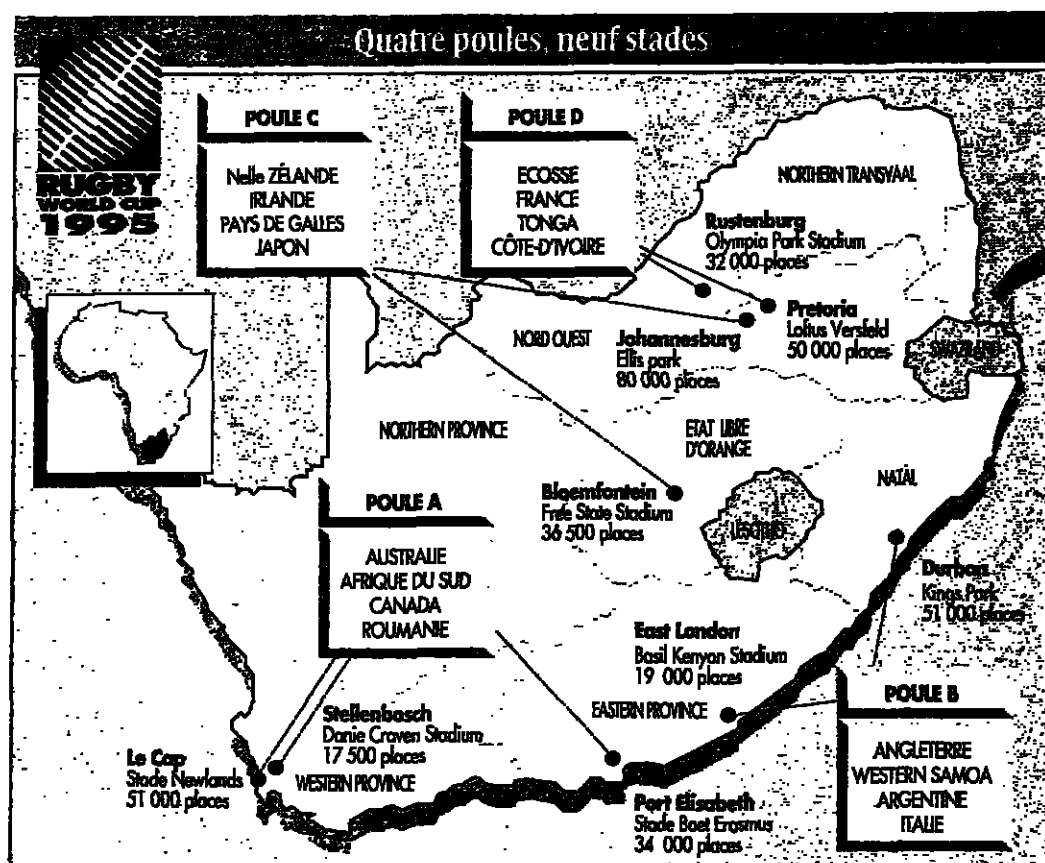 Quatre poules, neuf stades
RUGBY
WORLD CUP
1995
POULE C
Nelle ZÉLANDE
IRLANDE
PAYS DE GALLES
JAPON
POULE D
ECOSSE
FRANCE
TONGA
CÔTE-D'IVOIRE
NORTHERN TRANSVAAL
Rustenburg
Olympia Park Stadium
32 000 places
Pretoria
Loftus Versfeld
50 000 places
Johannesburg
Ellis park
80 000 places
NORD OUEST
SWAZILAND
NORTHERN PROVINCE
ETAT LIBRE
D'ORANGE
NATAL
Bloemfontein
Free State Stadium
36 500 places
LESOTHO
Durban
Kings Park
51 000 places
POULE A
AUSTRALIE
AFRIQUE DU SUD
CANADA
ROUMANIE
East London
Basil Kenyon Stadium
19 000 places
EASTERN PROVINCE
POULE B
ANGLETERRE
WESTERN SAMOA
ARGENTINE
ITALIE
Stellenbosch
Danie Craven Stadium
17 500 places
Le Cap
Stade Newlands
51 000 places
WESTERN PROVINCE
Port Elisabeth
Stade Boet Erasmus
34 000 places